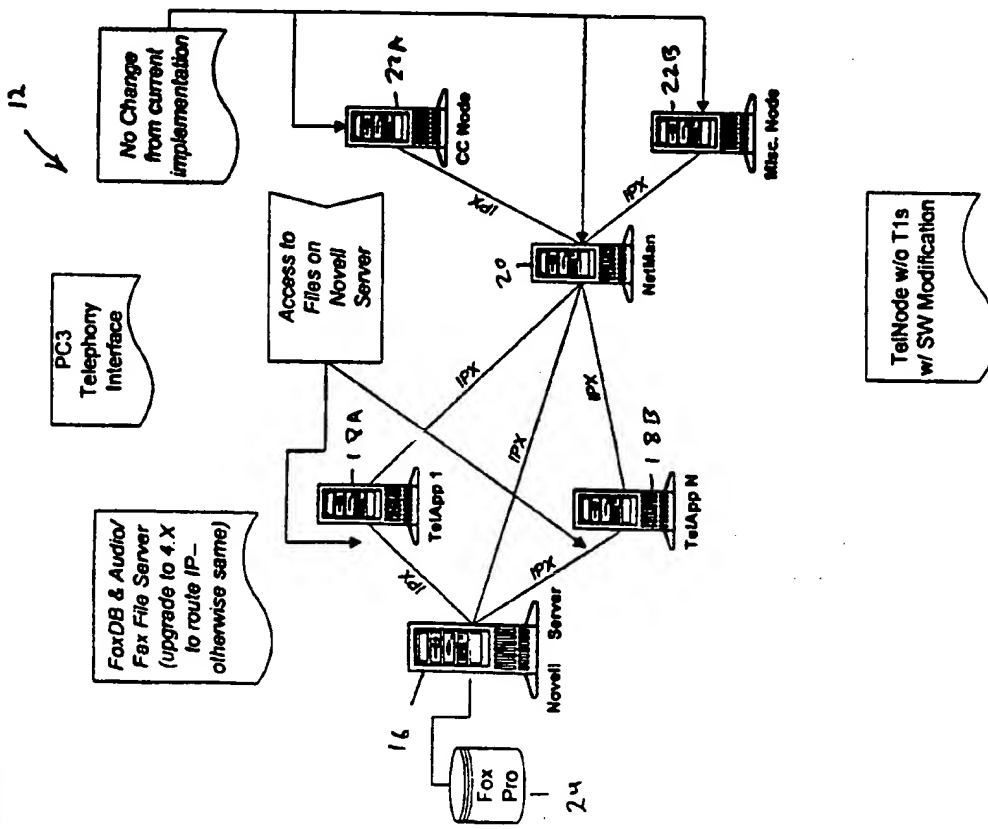 12
PC3
Telephony
Interface
No Change
from current
implementation
FoxDB & Audio/
Fax File Server
(upgrade to 4.X
to route IP_
otherwise same)
Access to
Files on
Novell
Server
22A
CC Node
18A
TelApp 1
IPX
IPX
IPX
20
NetMan
IPX
22B
Misc. Node
16
Novell Server
IPX
IPX
IPX
18B
TelApp N
Fox
Pro
24
TelNode w/o T1s
w/ SW Modification